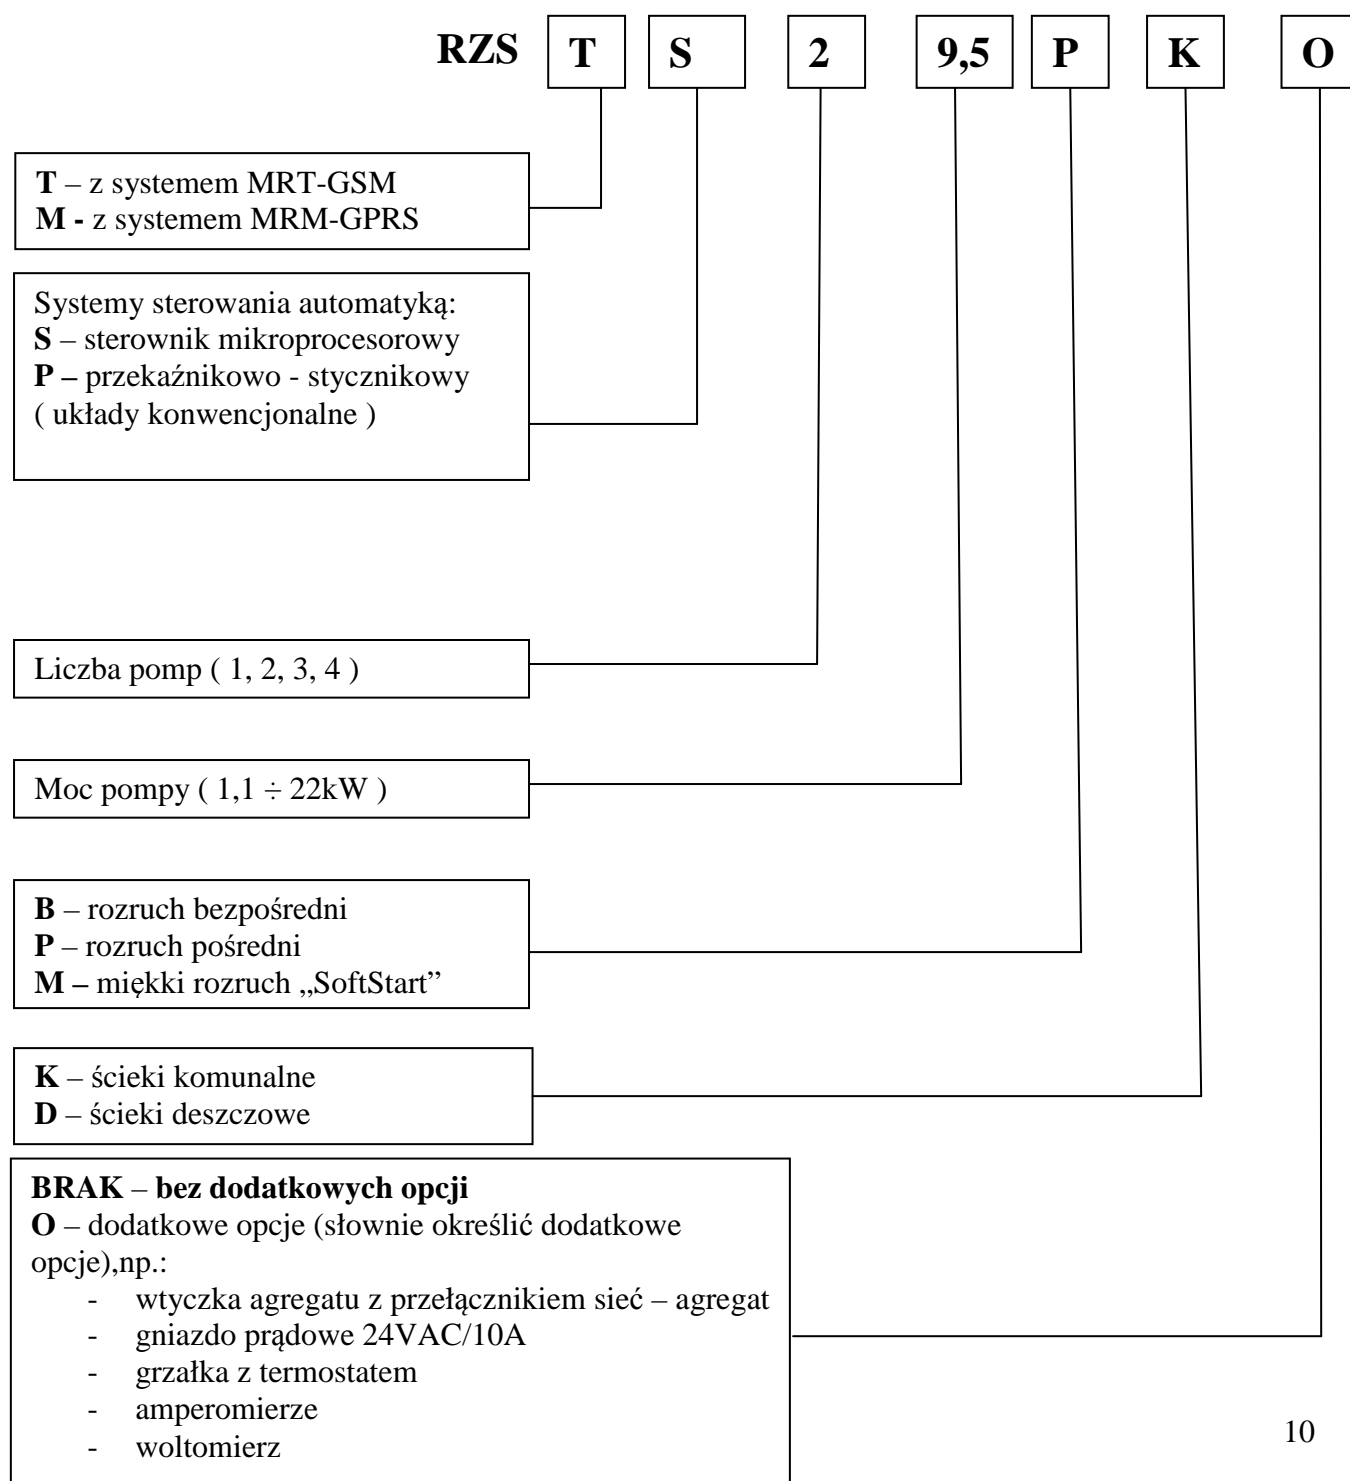 RZS T S 2 9,5 P K O
T – z systemem MRT-GSM
M - z systemem MRM-GPRS
Systemy sterowania automatyką:
S – sterownik mikroprocesorowy
P – przekaźnikowo - stycznikowy
( układy konwencjonalne )
Liczba pomp ( 1, 2, 3, 4 )
Moc pompy ( 1,1 ÷ 22kW )
B – rozruch bezpośredni
P – rozruch pośredni
M – miękki rozruch „SoftStart”
K – ścieki komunalne
D – ścieki deszczowe
BRAK – bez dodatkowych opcji
O – dodatkowe opcje (słownie określić dodatkowe
opcje),np.:
- wtyczka agregatu z przełącznikiem sieć – agregat
- gniazdo prądowe 24VAC/10A
- grzałka z termostatem
- amperomierze
- woltomierz
10